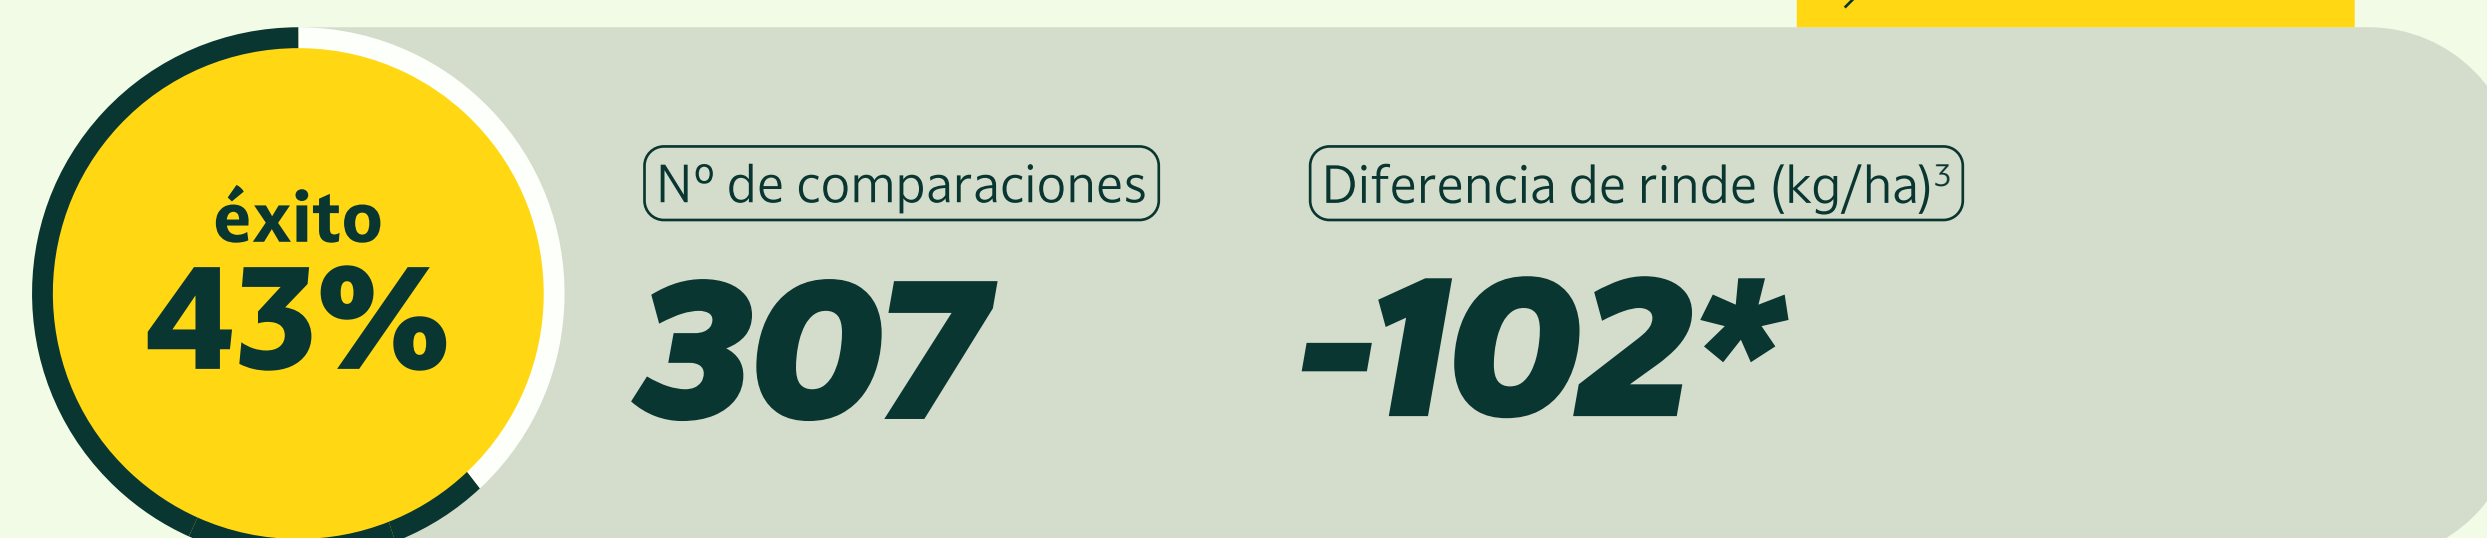 éxito
43%
Nº de comparaciones
307
Diferencia de rinde (kg/ha)³
-102*